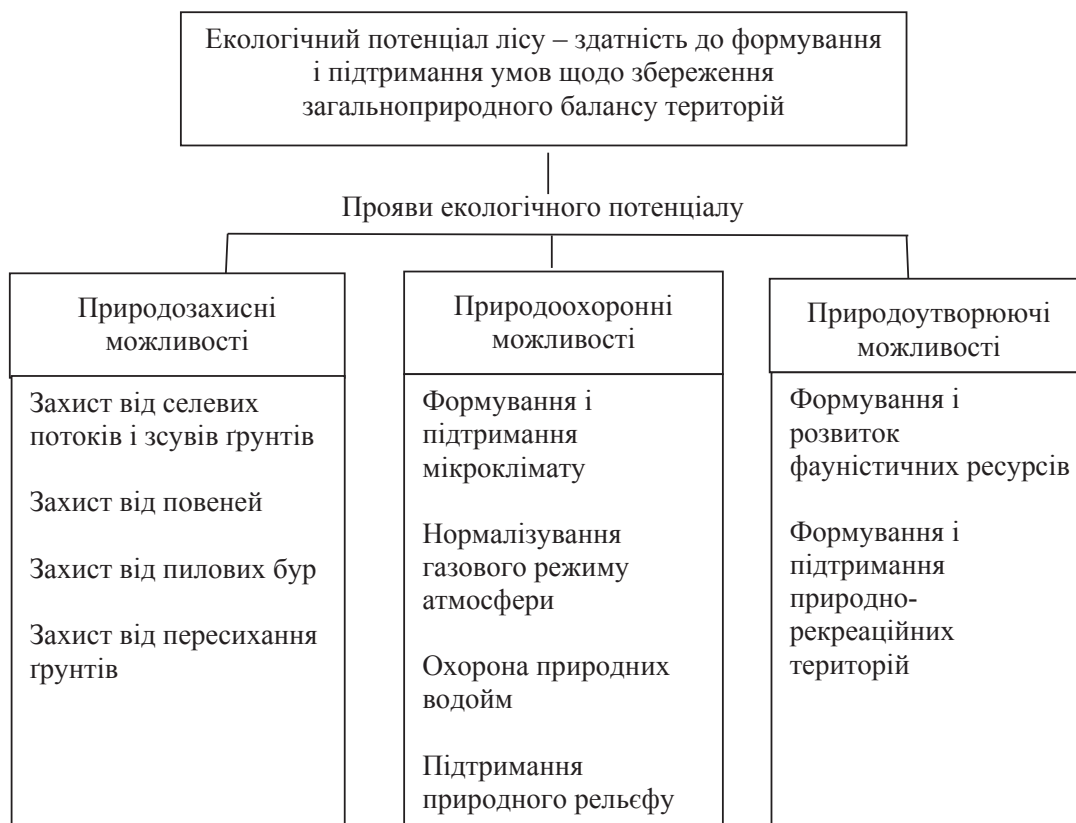 Екологічний потенціал лісу – здатність до формування
і підтримання умов щодо збереження
загальноприродного балансу територій
Прояви екологічного потенціалу
Природозахисні
можливості
Захист від селевих
потоків і зсувів ґрунтів
Захист від повеней
Захист від пилових бур
Захист від пересихання
ґрунтів
Природоохоронні
можливості
Формування і
підтримання
мікроклімату
Нормалізування
газового режиму
атмосфери
Охорона природних
водойм
Підтримання
природного рельєфу
Природоутворюючі
можливості
Формування і
розвиток
фауністичних ресурсів
Формування і
підтримання
природно-
рекреаційних
територій